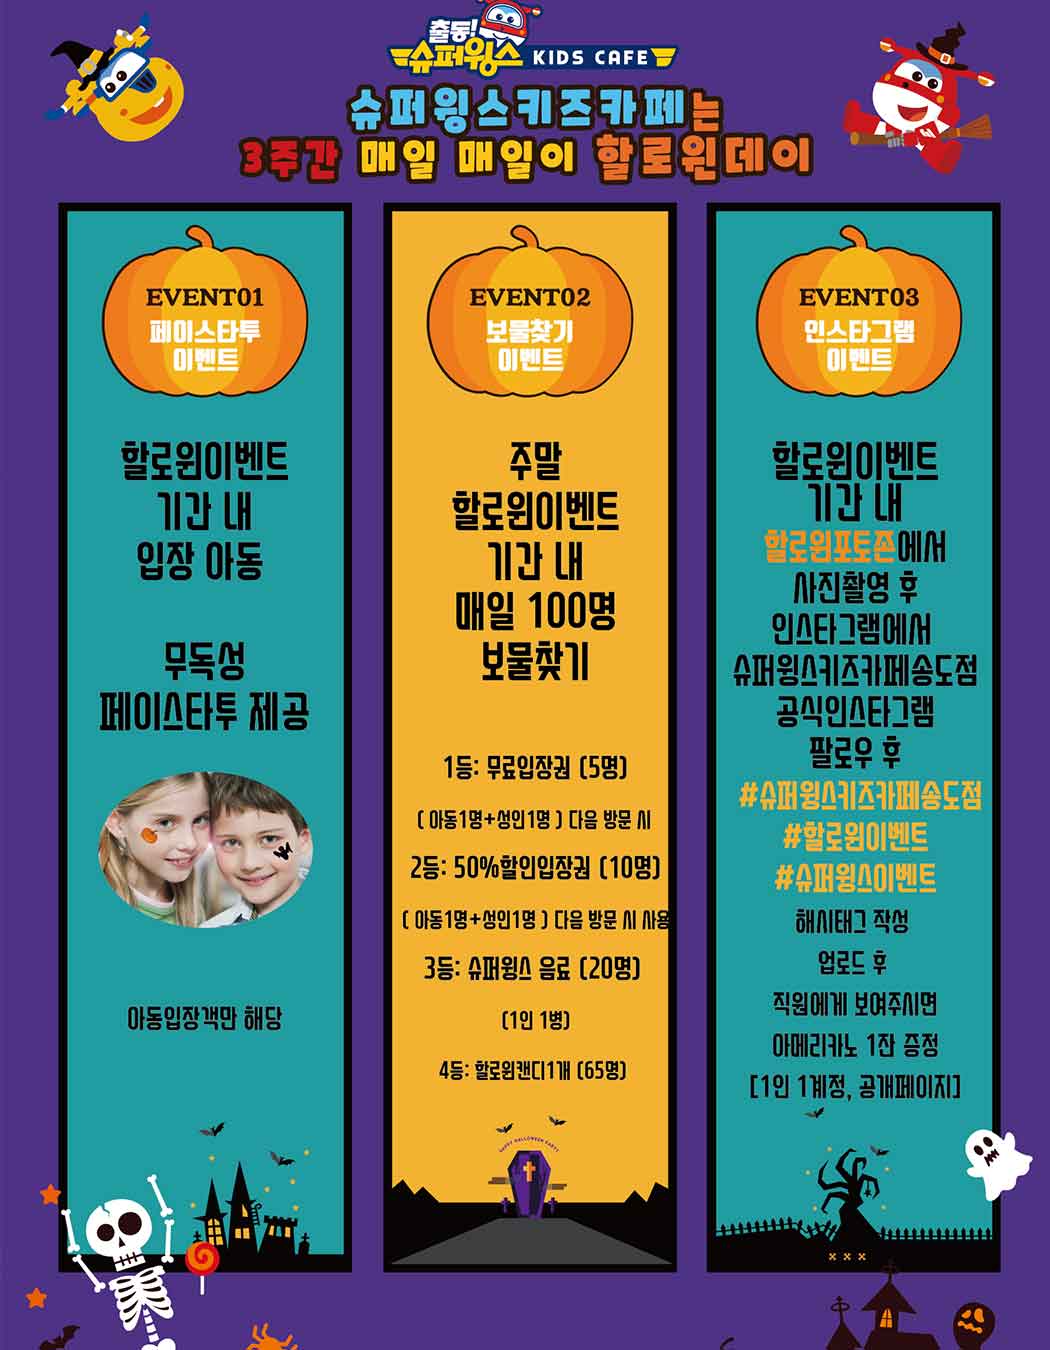 출동!
슈퍼윙스 KIDS CAFE
슈퍼윙스키즈카페는
3주간 매일 매일이 할로윈데이
EVENT01
페이스타투
이벤트
할로윈이벤트
기간 내
입장 아동
무독성
페이스타투 제공
아동입장객만 해당
EVENT02
보물찾기
이벤트
주말
할로윈이벤트
기간 내
매일 100명
보물찾기
1등: 무료입장권 (5명)
( 아동1명+성인1명 ) 다음 방문 시
2등: 50%할인입장권 (10명)
( 아동1명+성인1명 ) 다음 방문 시 사용
3등: 슈퍼윙스 음료 (20명)
(1인 1병)
4등: 할로윈캔디1개 (65명)
HAPPY HALLOWEEN PARTY
EVENT03
인스타그램
이벤트
할로윈이벤트
기간 내
할로윈포토존에서
사진촬영 후
인스타그램에서
슈퍼윙스키즈카페송도점
공식인스타그램
팔로우 후
#슈퍼윙스키즈카페송도점
#할로윈이벤트
#슈퍼윙스이벤트
해시태그 작성
업로드 후
직원에게 보여주시면
아메리카노 1잔 증정
[1인 1계정, 공개페이지]